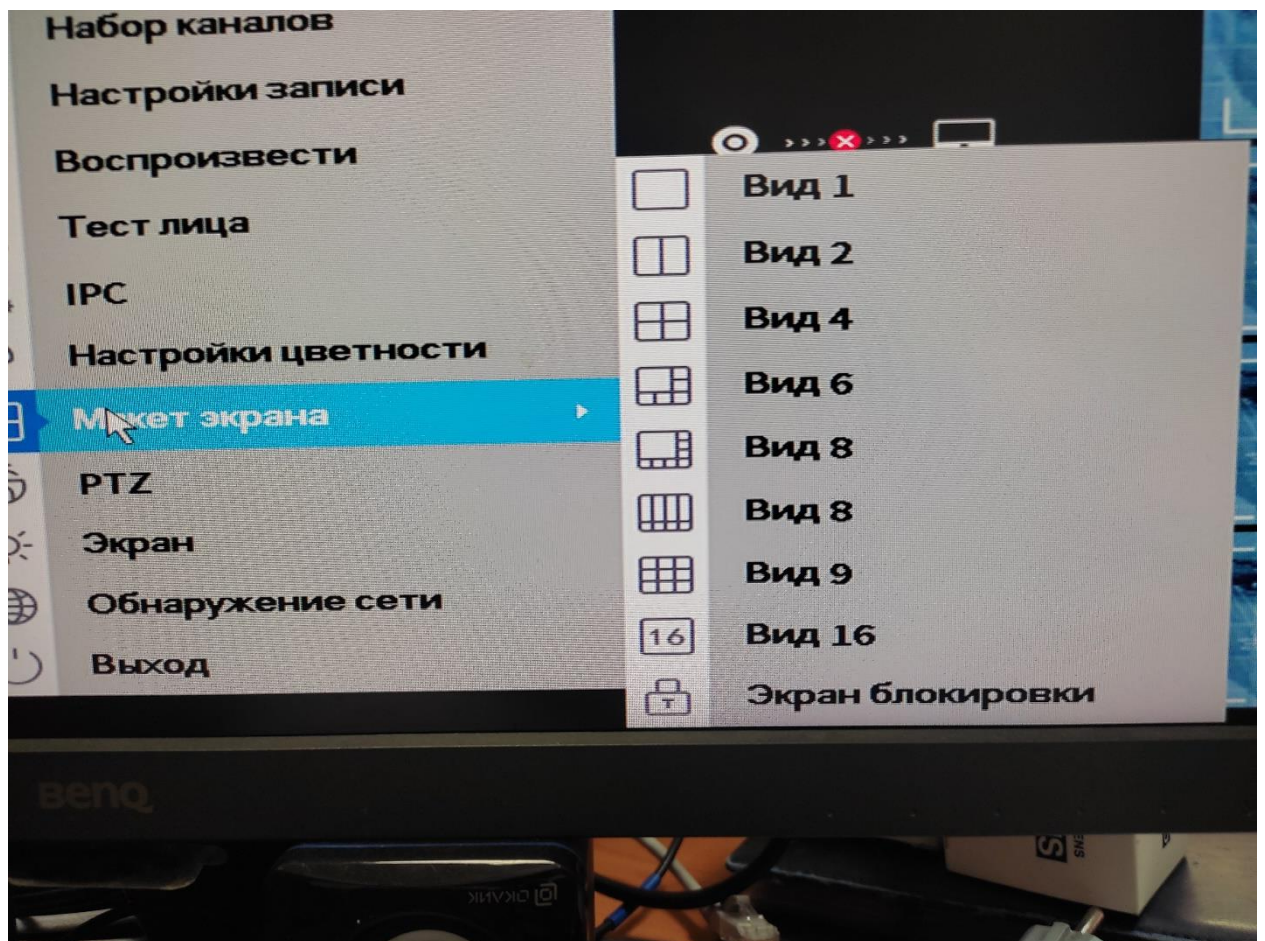 Набор каналов
Настройки записи
Воспроизвести
Тест лица
IPC
Настройки цветности
Макет экрана
PTZ
Экран
Обнаружение сети
Выход
Вид 1
Вид 2
Вид 4
Вид 6
Вид 8
Вид 8
Вид 9
16
Вид 16
Экран блокировки
BenQ